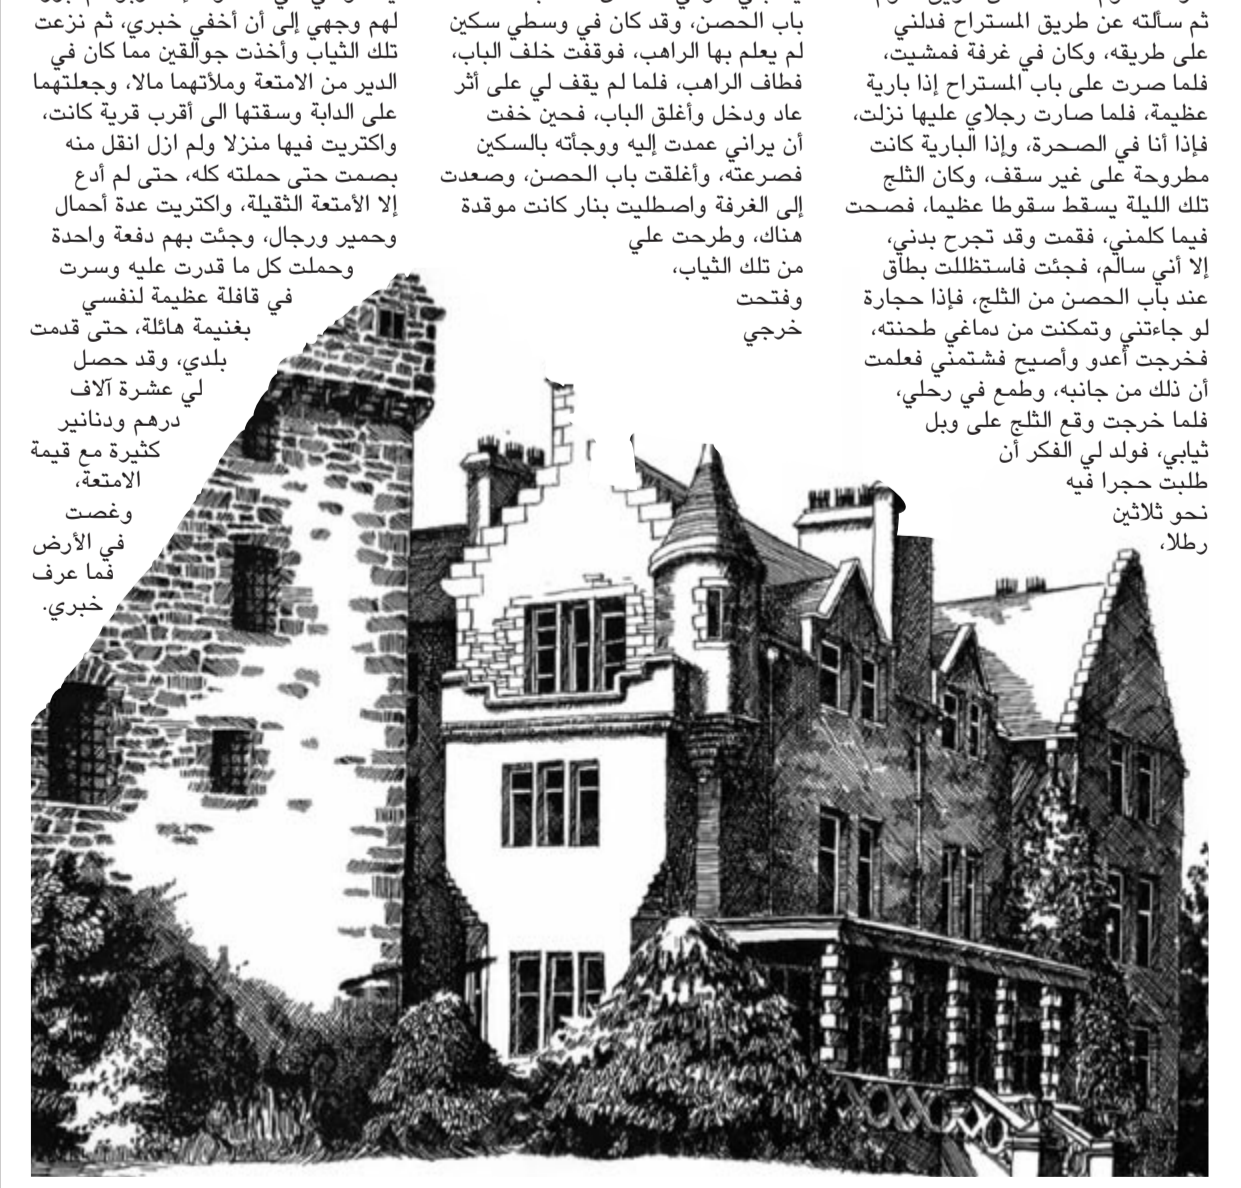 ثم سألته عن طريق المستراح فدلني
على طريقه، وكان في غرفة فمشيت،
فلما صرت على باب المستراح إذا بارية
عظيمة، فلما صارت رجلاي عليها نزلت،
فإذا أنا في الصحرة، وإذا البارية كانت
مطروحة على غير سقف، وكان الثلج
تلك الليلة يسقط سقوطا عظيما، فصحت
فيما كلمني، فقمت وقد تجرح بدني،
إلا أني سالم، فجئت فاستظللت بطاق
عند باب الحصن من الثلج، فإذا حجارة
لو جاءتني وتمكنت من دماغي طحنته،
فخرجت أعدو وأصيح فشتمني فعلمت
أن ذلك من جانبه، وطمع في رحلي،
فلما خرجت وقع الثلج على وبل
ثيابي، فولد لي الفكر أن
طلبت حجرا فيه
نحو ثلاثين
رطلا،
باب الحصن، وقد كان في وسطي سكين
لم يعلم بها الراهب، فوقفت خلف الباب،
فطاف الراهب، فلما لم يقف لي على أثر
عاد ودخل وأغلق الباب، فحين خفت
أن يراني عمدت إليه ووجأته بالسكين
فصرعته، وأغلقت باب الحصن، وصعدت
إلى الغرفة واصطليت بنار كانت موقدة
هناك، وطرحت علي
من تلك الثياب،
وفتحت
خرجي
لهم وجهي إلى أن أخفي خبري، ثم نزعت
تلك الثياب وأخذت جوالقين مما كان في
الدير من الامتعة وملأتهما مالا، وجعلتهما
على الدابة وسقتها الى أقرب قرية كانت،
واكتريت فيها منزلا ولم ازل انقل منه
بصمت حتى حملته كله، حتى لم أدع
إلا الأمتعة الثقيلة، واكتريت عدة أحمال
وحمير ورجال، وجئت بهم دفعة واحدة
وحملت كل ما قدرت عليه وسرت
في قافلة عظيمة لنفسي
بغنيمة هائلة، حتى قدمت
بلدي، وقد حصل
لي عشرة آلاف
درهم ودنانير
كثيرة مع قيمة
الامتعة،
وغصت
في الأرض
فما عرف
خبري.